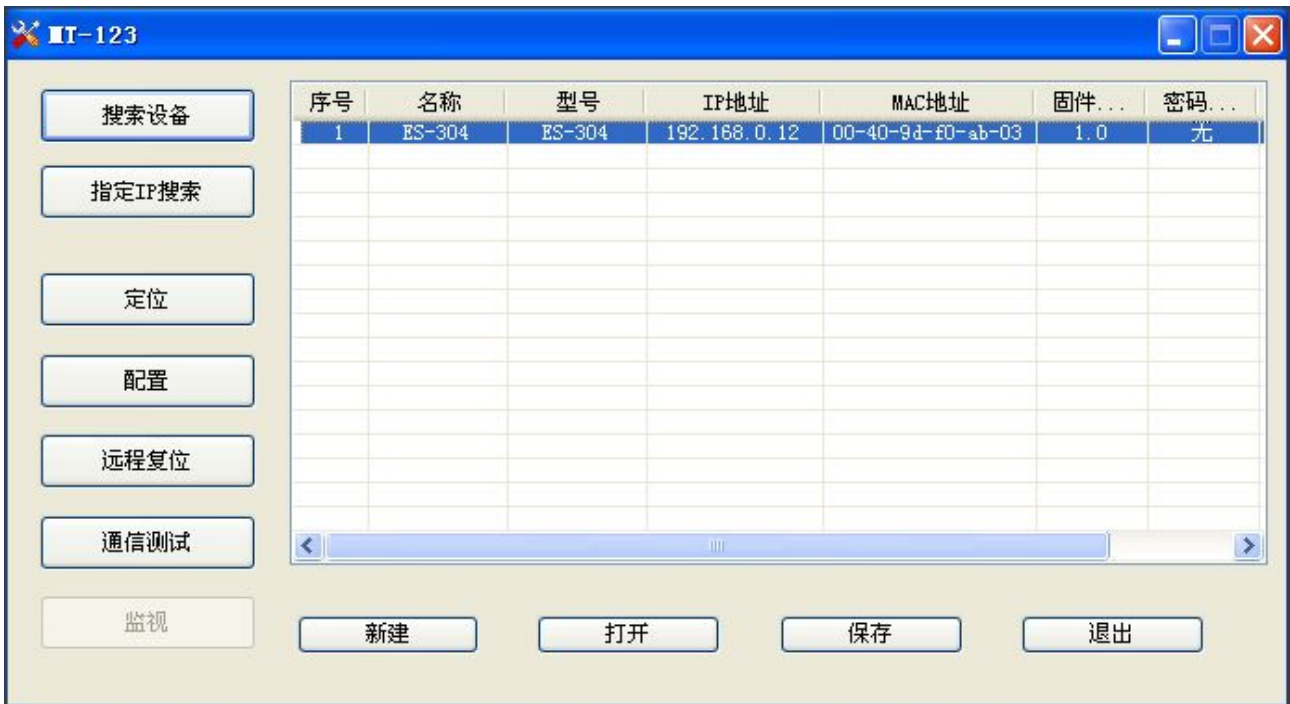 MT-123
搜索设备
指定IP搜索
定位
配置
远程复位
通信测试
监视
序号 名称 型号 IP地址 MAC地址 固件... 密码...
1 ES-304 ES-304 192.168.0.12 00-40-9d-f0-ab-03 1.0 无
新建 打开 保存 退出